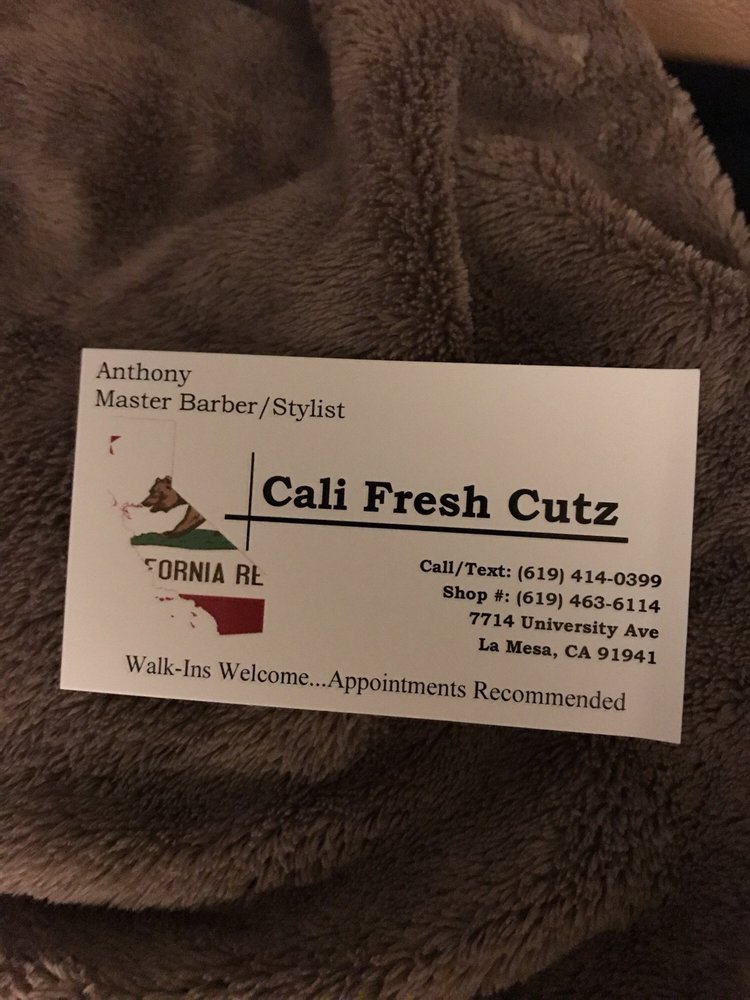 Anthony
Master Barber/Stylist
Cali Fresh Cutz
FORNIA RE
Call/Text: (619) 414-0399
Shop #: (619) 463-6114
7714 University Ave
La Mesa, CA 91941
Walk-Ins Welcome...Appointments Recommended